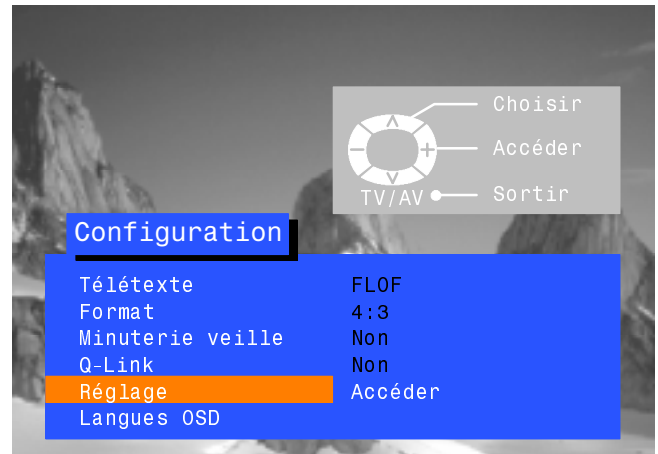 Choisir
Accéder
TV/AV Sortir
Configuration
Télétexte FLOF
Format 4:3
Minuterie veille Non
Q-Link Non
Réglage Accéder
Langues OSD